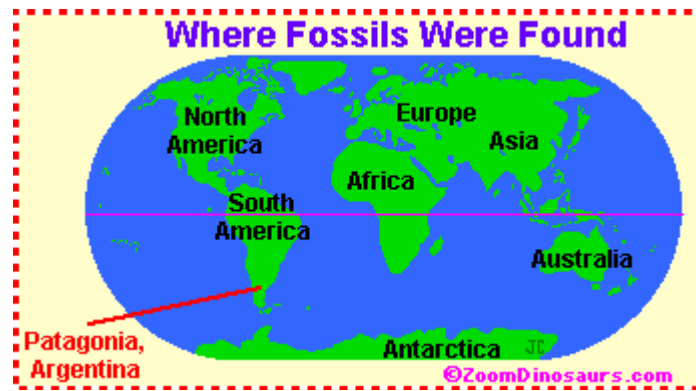 Where Fossils Were Found
North
America
Europe
Asia
Africa
South
America
Australia
Patagonia,
Argentina
Antarctica
JC
©ZoomDinosaurs.com